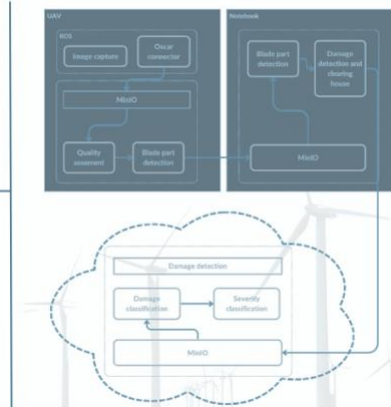 UAV
ROS
Image capture
Oscar
connector
MinIO
Quality
assesment
Blade part
detection
Notebook
Blade part
detection
Damage
detection and
clearing
house
MinIO
Damage detection
Damage
classification
Severity
classification
MinIO